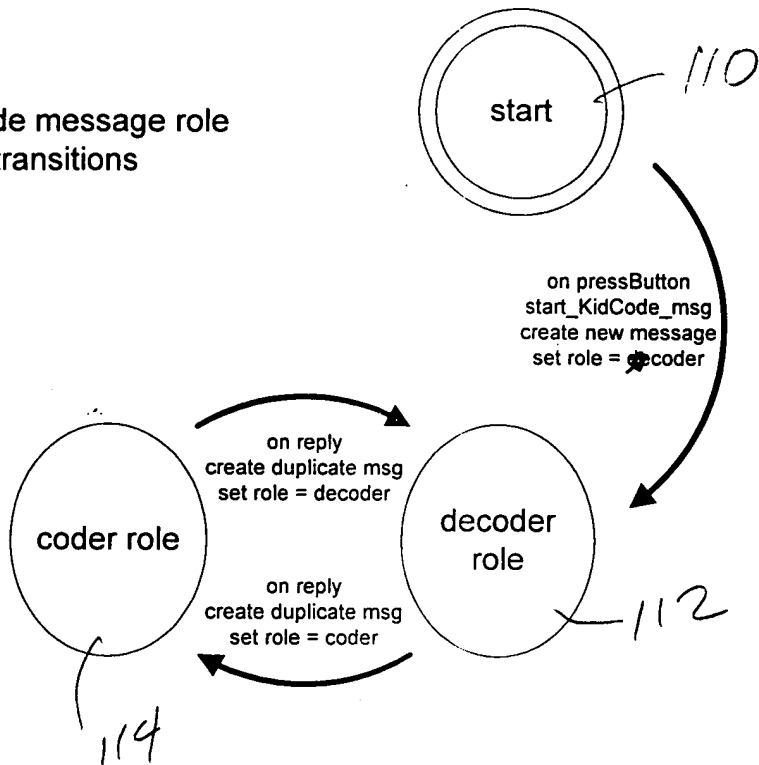 de message role
transitions
start
110
on pressButton
start_KidCode_msg
create new message
set role = decoder
on reply
create duplicate msg
set role = decoder
coder role
decoder
role
on reply
create duplicate msg
set role = coder
112
114